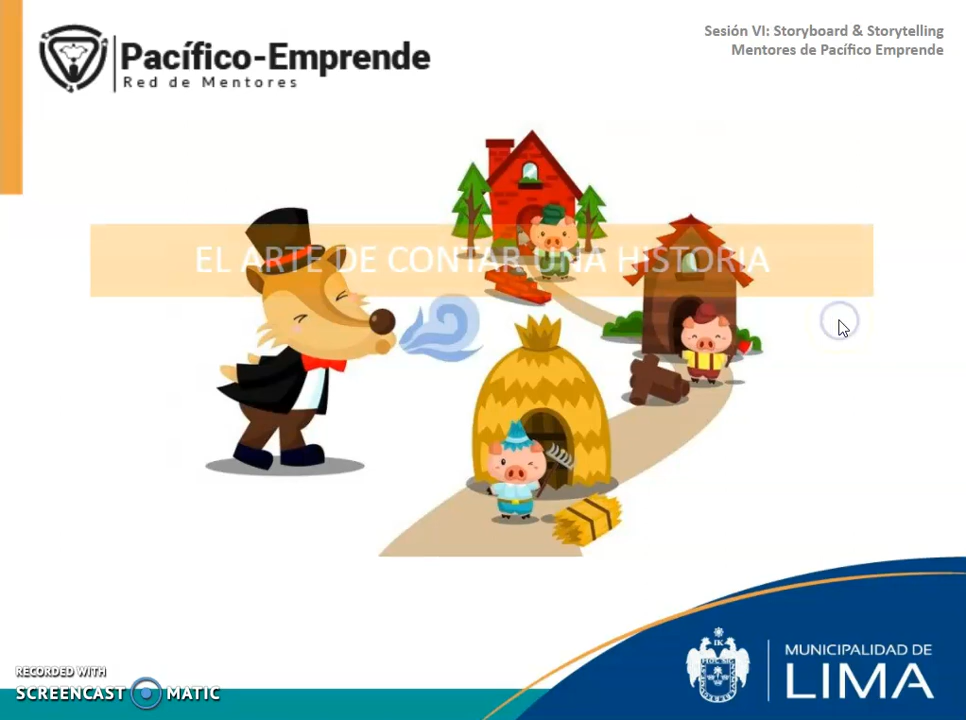 Pacífico-Emprende
Red de Mentores
Sesión VI: Storyboard & Storytelling
Mentores de Pacífico Emprende
EL ARTE DE CONTAR UNA HISTORIA
RECORDED WITH
SCREENCAST MATIC
MUNICIPALIDAD DE
LIMA